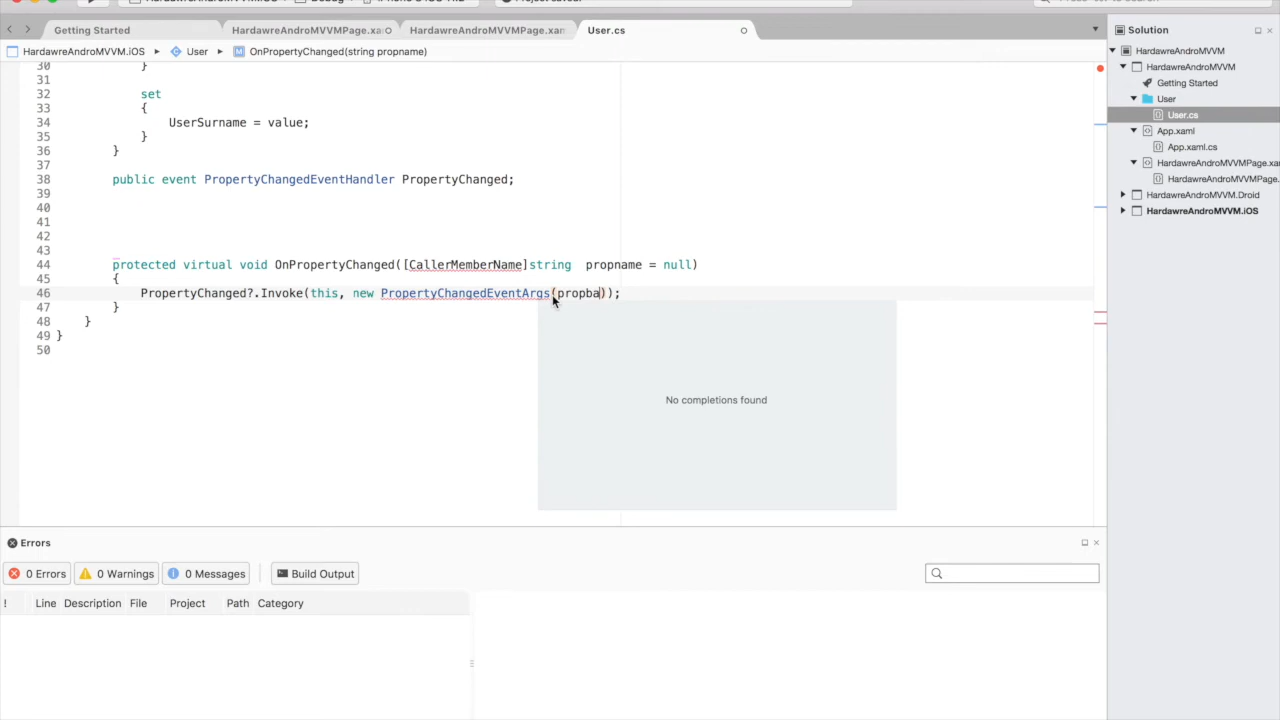 Getting Started
HardawreAndroMVVMPage.xa
HardawreAndroMVVMPage.xam
User.cs
HardawreAndroMVVM.iOS
User
OnPropertyChanged(string propname)
30 }
31
32 set
33 {
34 UserSurname = value;
35 }
36 }
37
38 public event PropertyChangedEventHandler PropertyChanged;
39
40
41
42
43
44 protected virtual void OnPropertyChanged([CallerMemberName]string  propname = null)
45 {
46 PropertyChanged?.Invoke(this, new PropertyChangedEventArgs(propba));
47 }
48 }
49 }
50
No completions found
Solution
HardawreAndroMVVM
HardawreAndroMVVM
Getting Started
User
User.cs
App.xaml
App.xaml.cs
HardawreAndroMVVMPage.xa
HardawreAndroMVVMPage.
HardawreAndroMVVM.Droid
HardawreAndroMVVM.iOS
Errors
0 Errors
0 Warnings
0 Messages
Build Output
! Line Description File Project Path Category